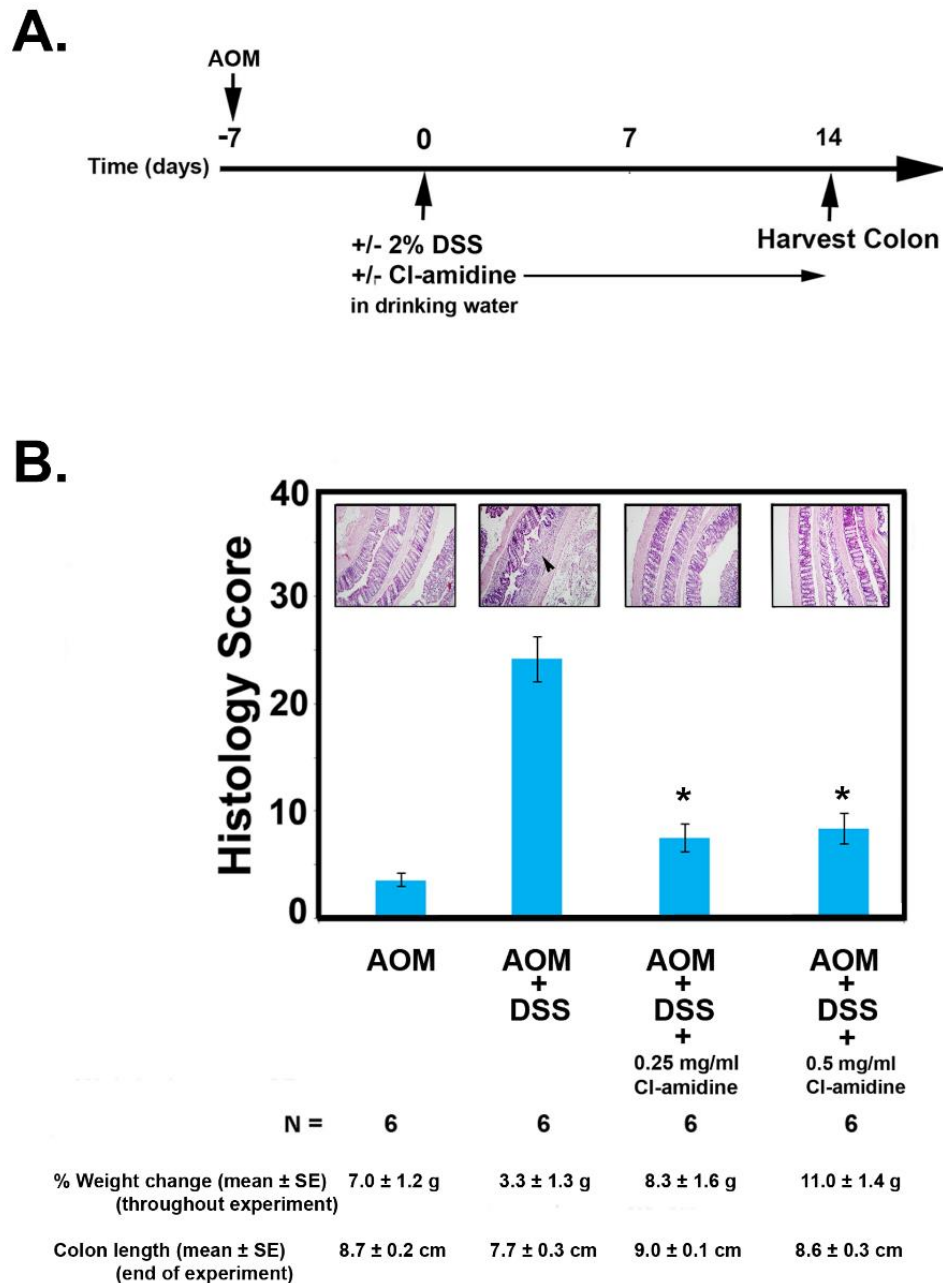 A.
AOM
-7 0 7 14
Time (days)
+/- 2% DSS
+/- Cl-amidine
in drinking water
Harvest Colon
B.
Histology Score
40
30
20
10
0
* *
AOM AOM AOM AOM
+ + +
DSS DSS DSS
+ +
0.25 mg/ml 0.5 mg/ml
Cl-amidine Cl-amidine
N = 6 6 6 6
% Weight change (mean ± SE) 7.0 ± 1.2 g 3.3 ± 1.3 g 8.3 ± 1.6 g 11.0 ± 1.4 g
(throughout experiment)
Colon length (mean ± SE) 8.7 ± 0.2 cm 7.7 ± 0.3 cm 9.0 ± 0.1 cm 8.6 ± 0.3 cm
(end of experiment)